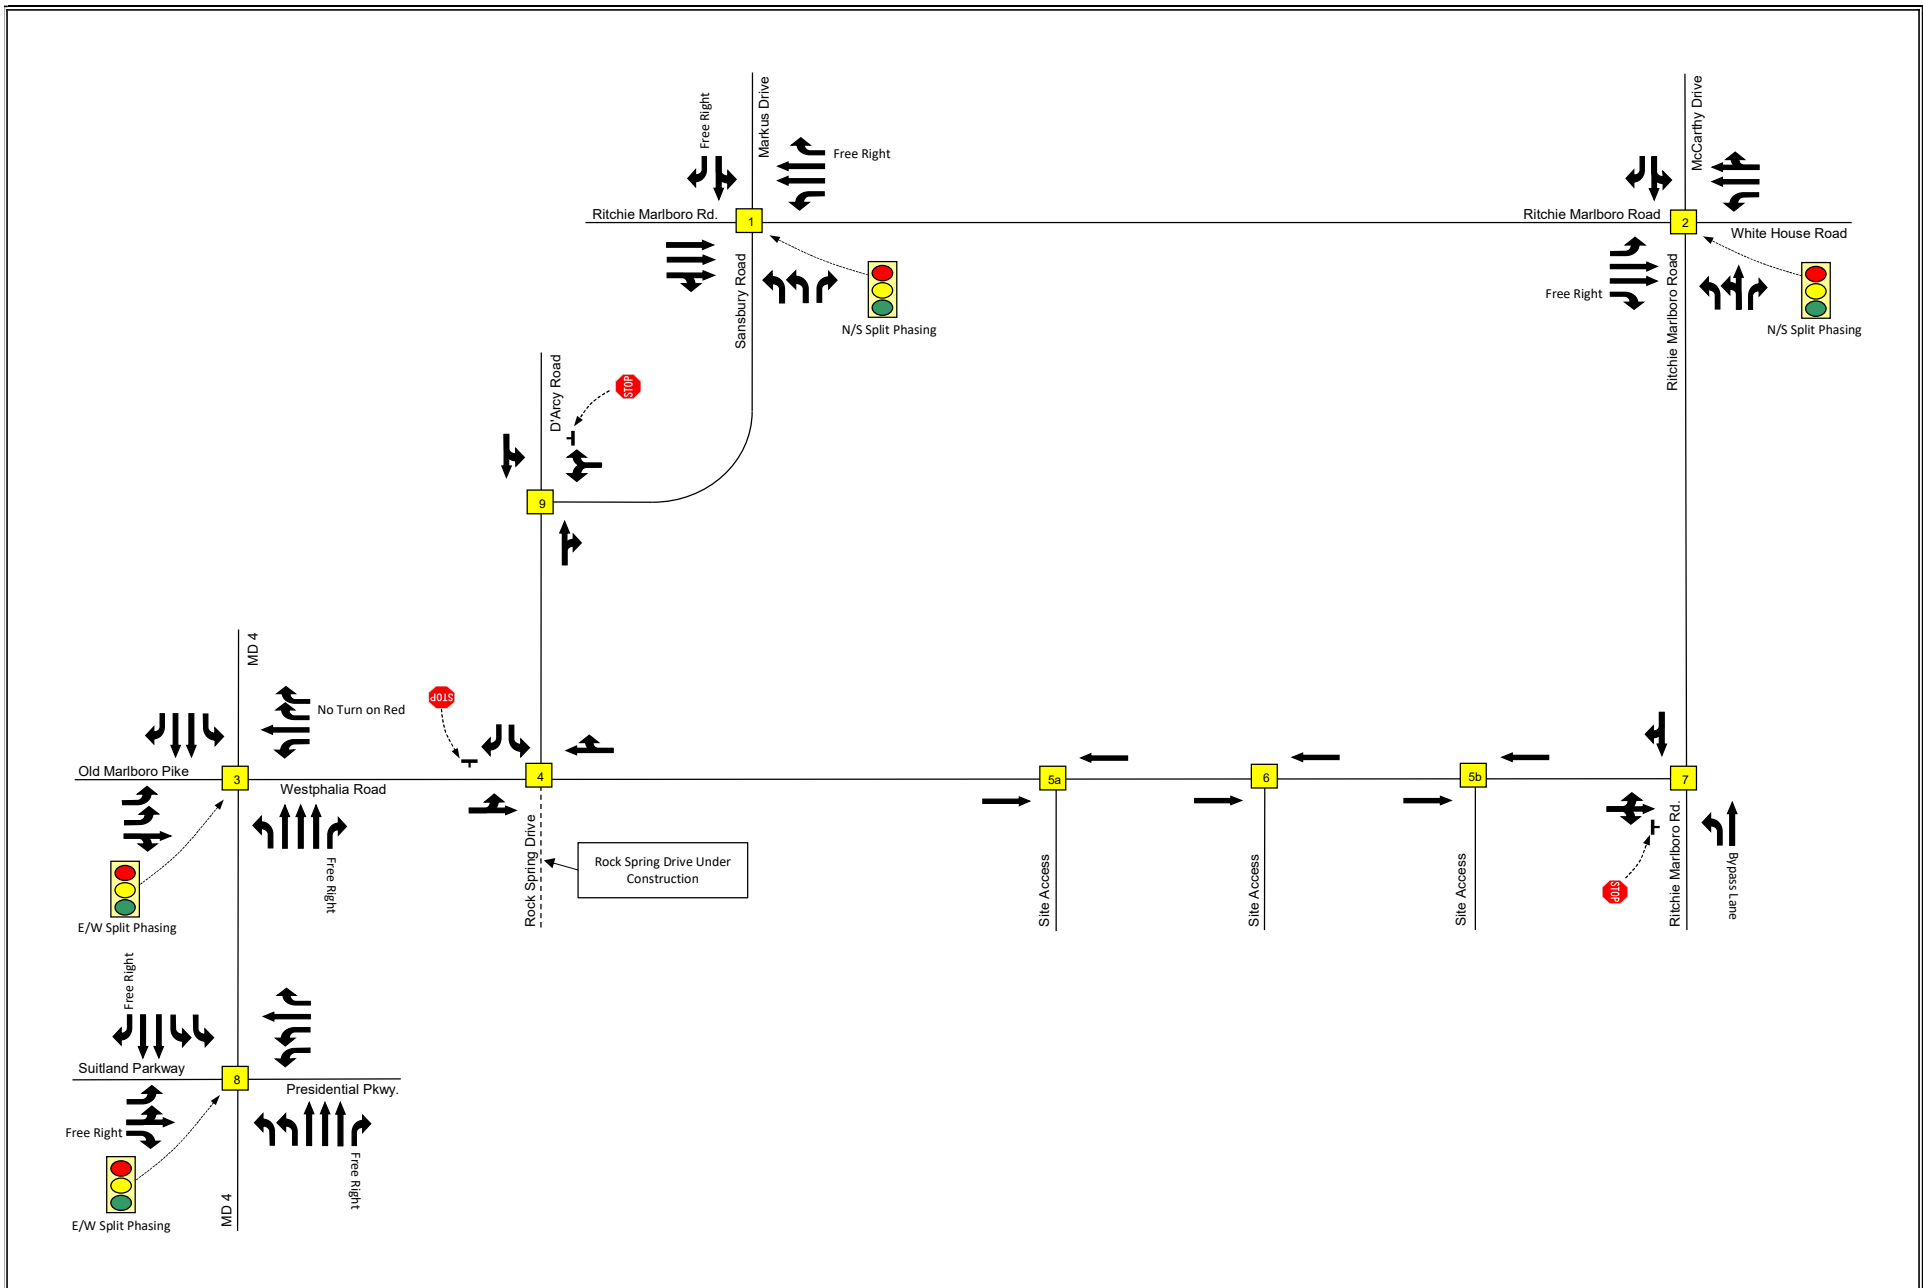 Free Right
Markus Drive
Free Right
McCarthy Drive
Ritchie Marlboro Rd.
1
Ritchie Marlboro Road
2
White House Road
Sansbury Road
N/S Split Phasing
Free Right
Ritchie Marlboro Road
N/S Split Phasing
D'Arcy Road
STOP
9
MD 4
No Turn on Red
STOP
Old Marlboro Pike
3
Westphalia Road
4
5a
6
5b
7
E/W Split Phasing
Free Right
Rock Spring Drive
Rock Spring Drive Under
Construction
Site Access
Site Access
Site Access
STOP
Ritchie Marlboro Rd.
Bypass Lane
Free Right
Suitland Parkway
8
Presidential Pkwy.
Free Right
Free Right
E/W Split Phasing
MD 4